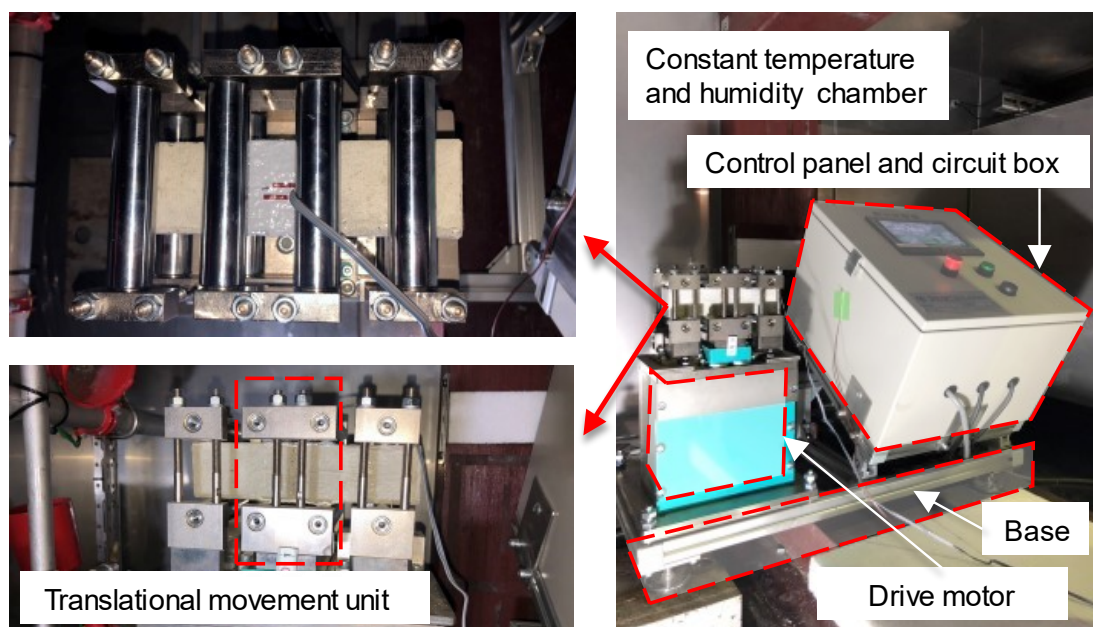 Constant temperature
and humidity chamber
Control panel and circuit box
Base
Drive motor
Translational movement unit